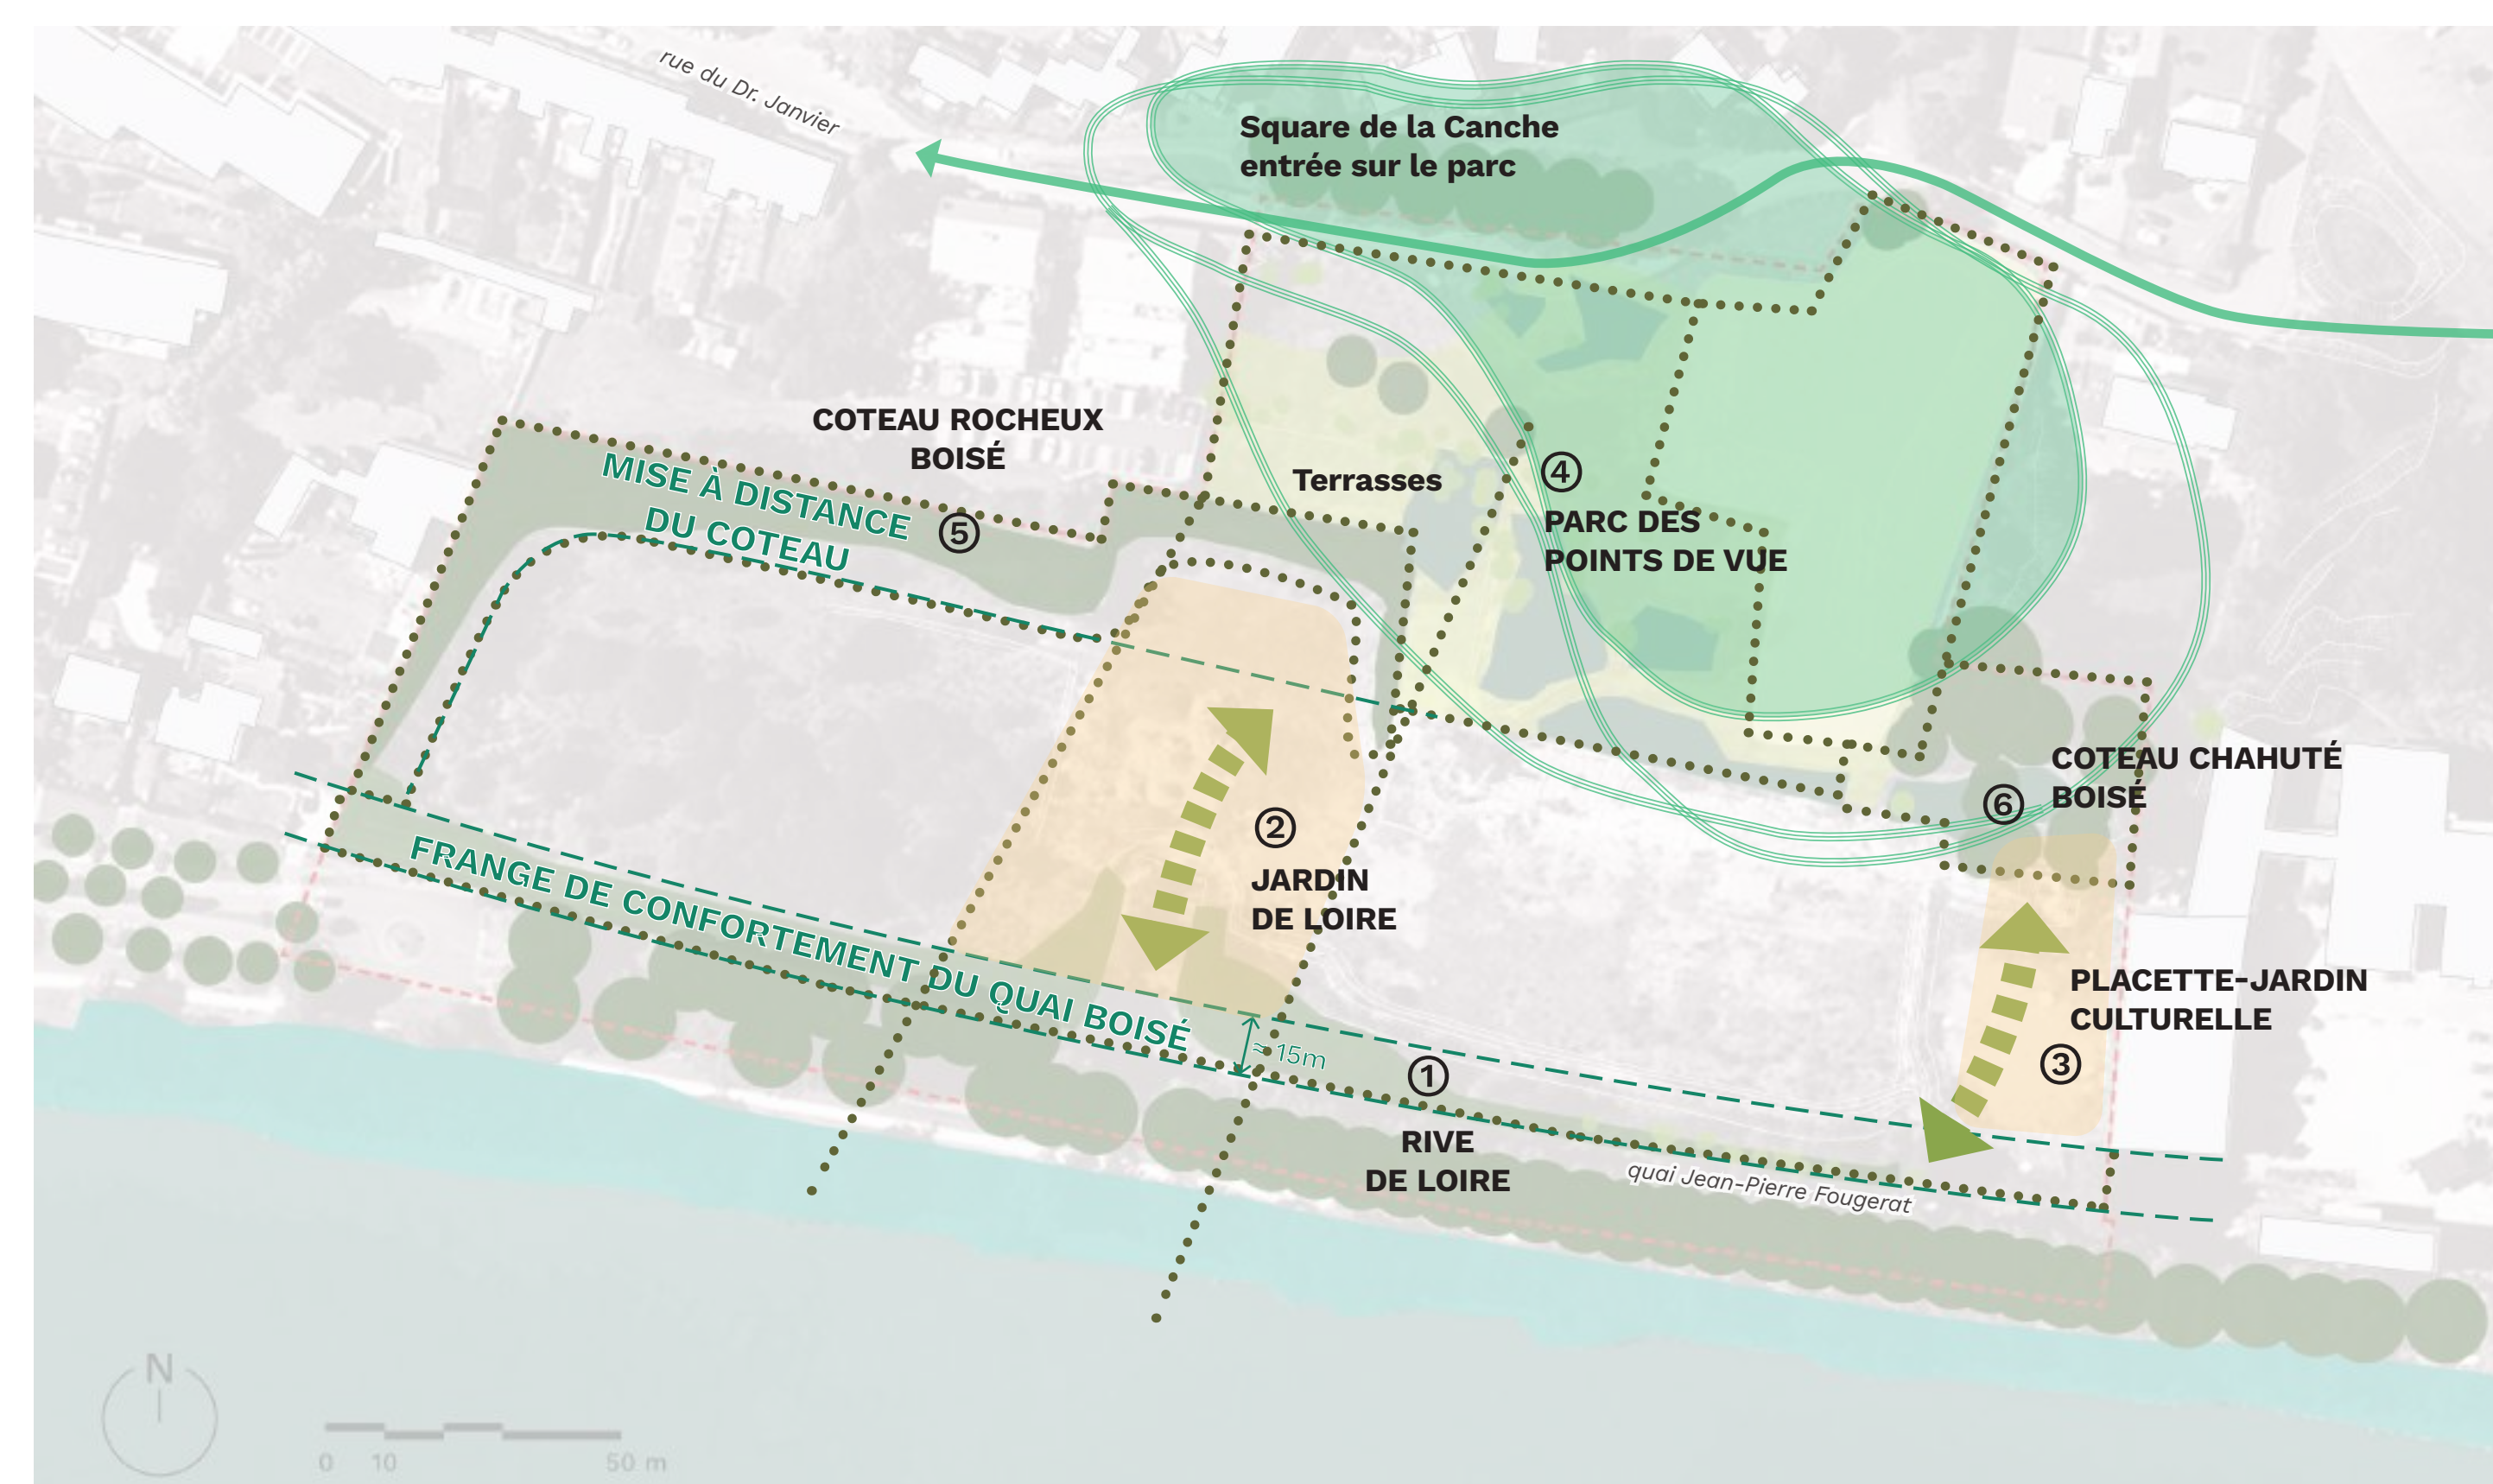 rue du Dr. Janvier
Square de la Canche
entrée sur le parc
COTEAU ROCHEUX
BOISÉ
MISE À DISTANCE
DU COTEAU
⑤
Terrasses
④
PARC DES
POINTS DE VUE
COTEAU CHAHUTÉ
BOISÉ
⑥
②
JARDIN
DE LOIRE
FRANGE DE CONFORTEMENT DU QUAI BOISÉ
≈ 15m
①
RIVE
DE LOIRE
quai Jean-Pierre Fougerat
PLACETTE-JARDIN
CULTURELLE
③
N
0 10 50 m